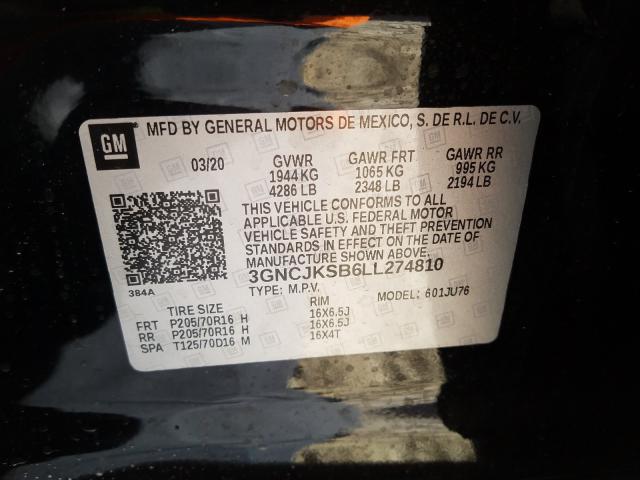 GM
MFD BY GENERAL MOTORS DE MEXICO, S. DE R.L. DE C.V.
03/20 GVWR GAWR FRT GAWR RR
1944 KG 1065 KG 995 KG
4286 LB 2348 LB 2194 LB
THIS VEHICLE CONFORMS TO ALL
APPLICABLE U.S. FEDERAL MOTOR
VEHICLE SAFETY AND THEFT PREVENTION
STANDARDS IN EFFECT ON THE DATE OF
MANUFACTURE SHOWN ABOVE.
3GNCJKSB6LL274810
384A TYPE: M.P.V. MODEL: 601JU76
TIRE SIZE RIM
FRT P205/70R16 H 16X6.5J
RR P205/70R16 H 16X6.5J
SPA T125/70D16 M 16X4T